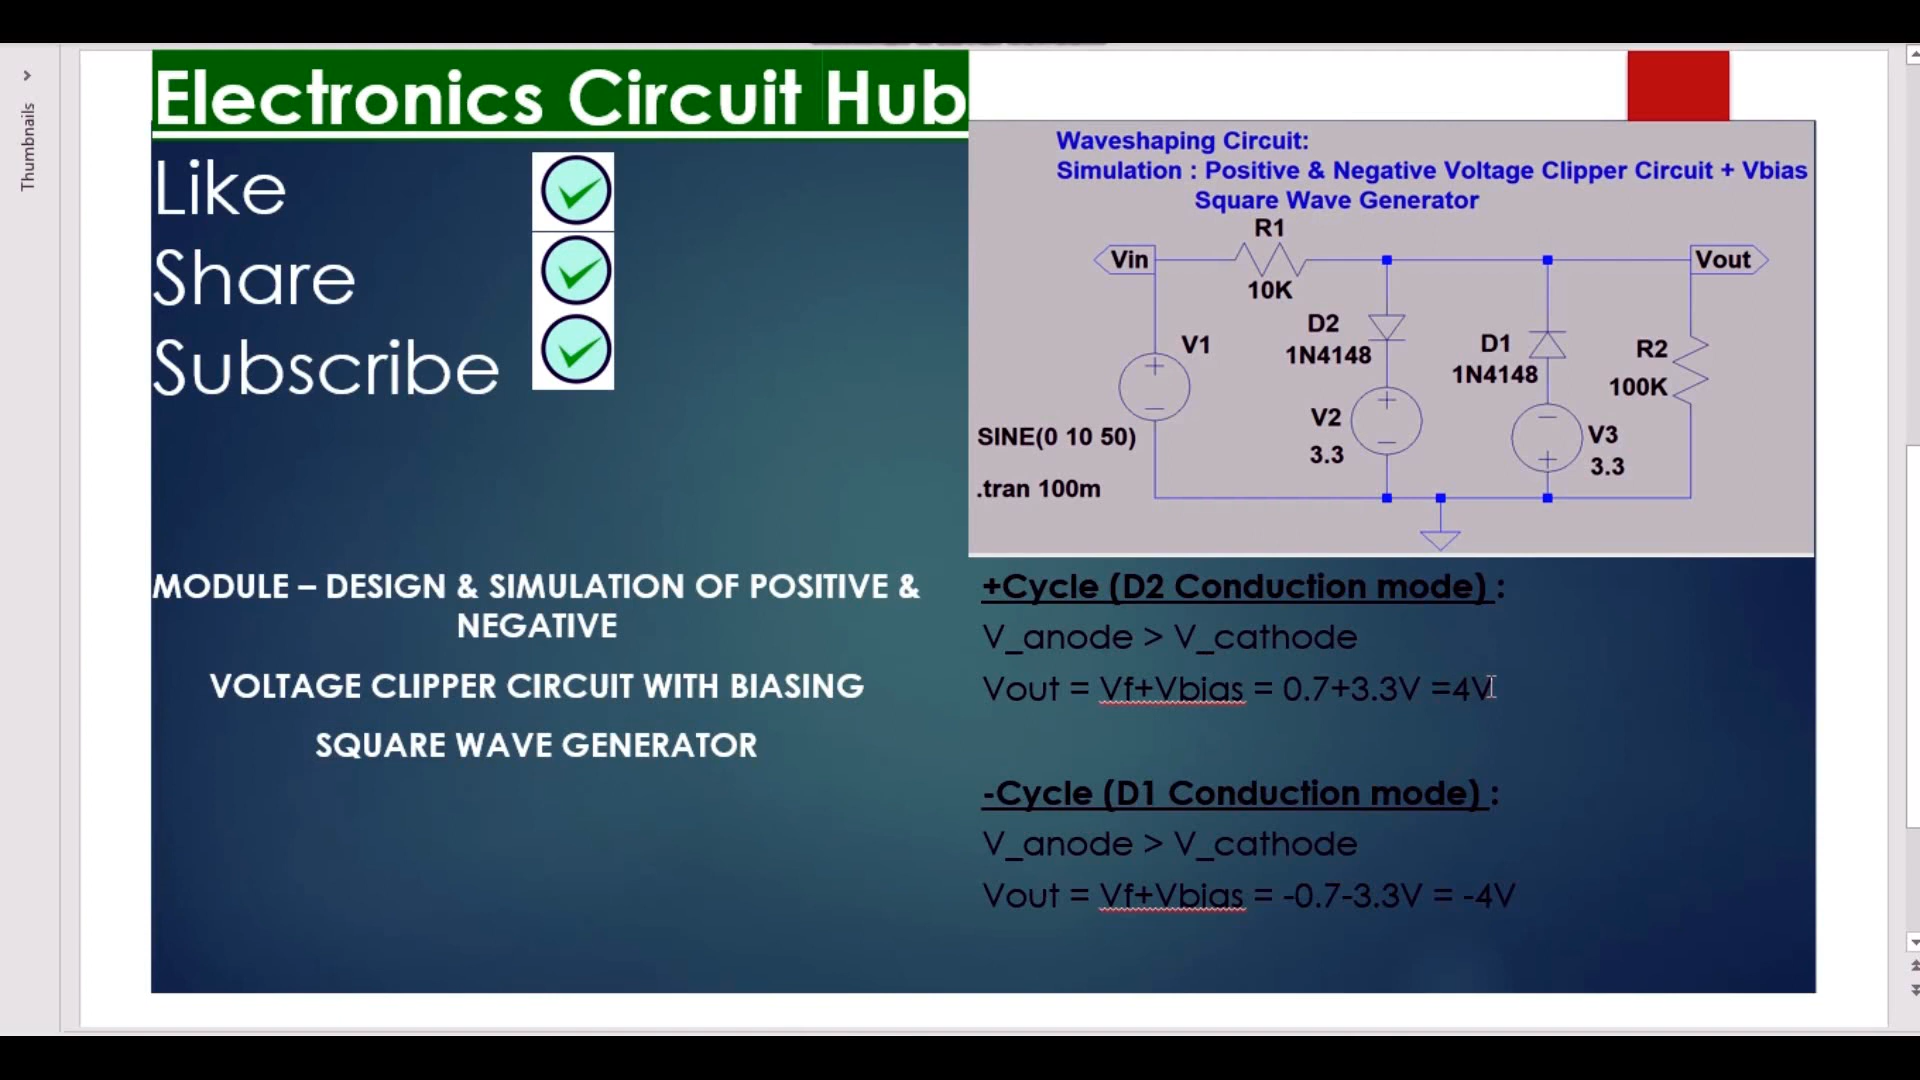 Thumbnails
Electronics Circuit Hub
Like
Share
Subscribe
MODULE – DESIGN & SIMULATION OF POSITIVE &
NEGATIVE
VOLTAGE CLIPPER CIRCUIT WITH BIASING
SQUARE WAVE GENERATOR
Waveshaping Circuit:
Simulation : Positive & Negative Voltage Clipper Circuit + Vbias
Square Wave Generator
R1
Vin
Vout
10K
D2
1N4148
V1
D1
1N4148
R2
100K
V2
3.3
V3
3.3
SINE(0 10 50)
.tran 100m
+Cycle (D2 Conduction mode) :
V_anode > V_cathode
Vout = Vf+Vbias = 0.7+3.3V =4V
-Cycle (D1 Conduction mode) :
V_anode > V_cathode
Vout = Vf+Vbias = -0.7-3.3V = -4V